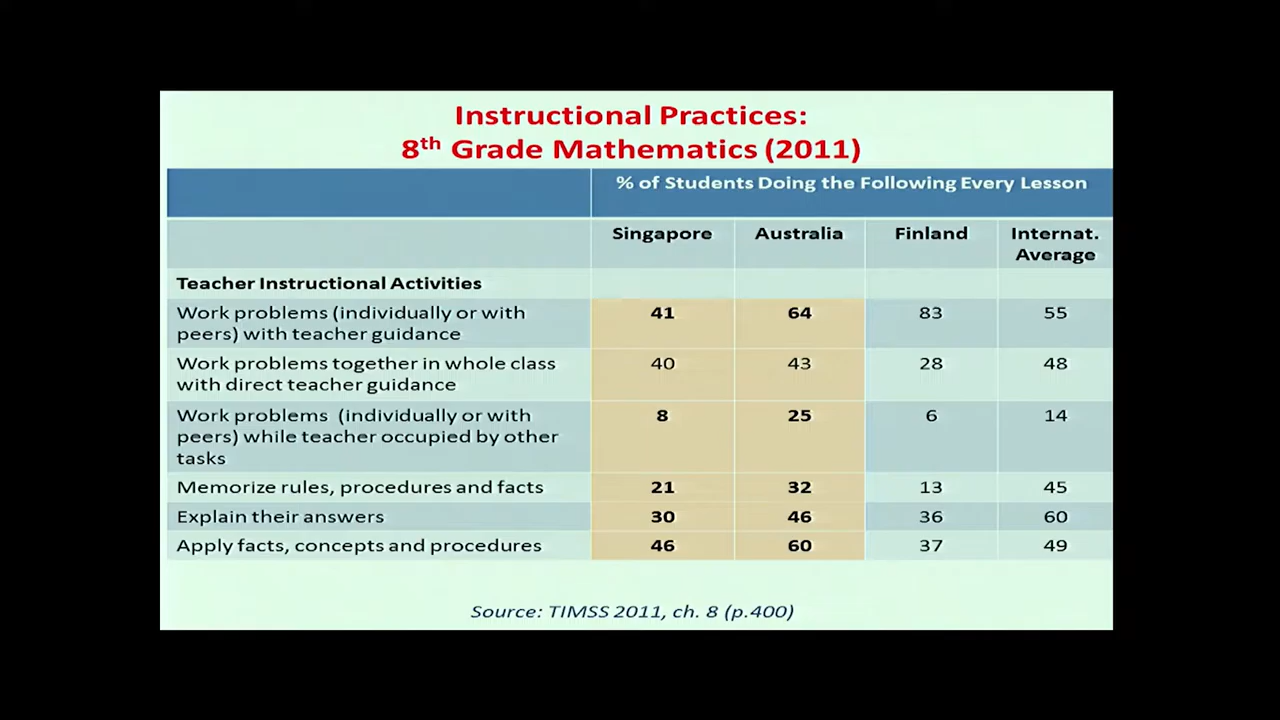 Instructional Practices:
8th Grade Mathematics (2011)
% of Students Doing the Following Every Lesson
Singapore Australia Finland Internat.
Average
Teacher Instructional Activities
Work problems (individually or with 41 64 83 55
peers) with teacher guidance
Work problems together in whole class 40 43 28 48
with direct teacher guidance
Work problems (individually or with 8 25 6 14
peers) while teacher occupied by other
tasks
Memorize rules, procedures and facts 21 32 13 45
Explain their answers 30 46 36 60
Apply facts, concepts and procedures 46 60 37 49
Source: TIMSS 2011, ch. 8 (p.400)